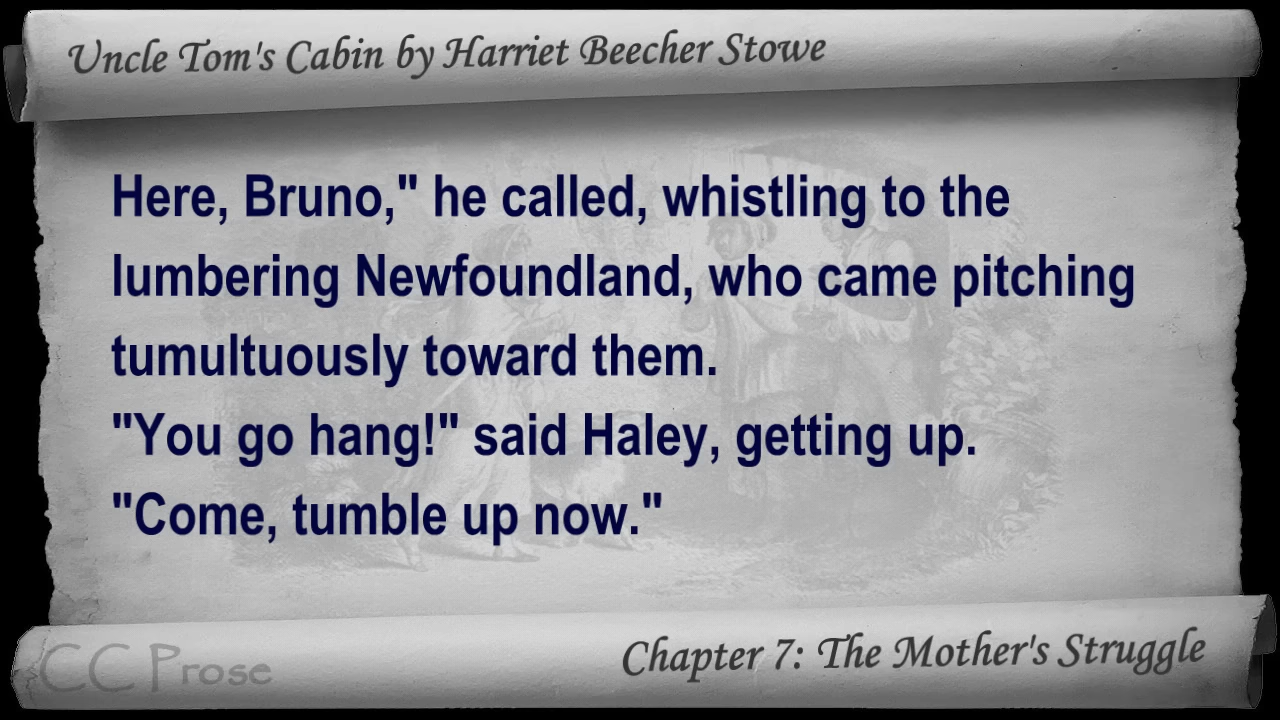 Uncle Tom's Cabin by Harriet Beecher Stowe
Here, Bruno," he called, whistling to the
lumbering Newfoundland, who came pitching
tumultuously toward them.
"You go hang!" said Haley, getting up.
"Come, tumble up now."
CC Prose
Chapter 7: The Mother's Struggle